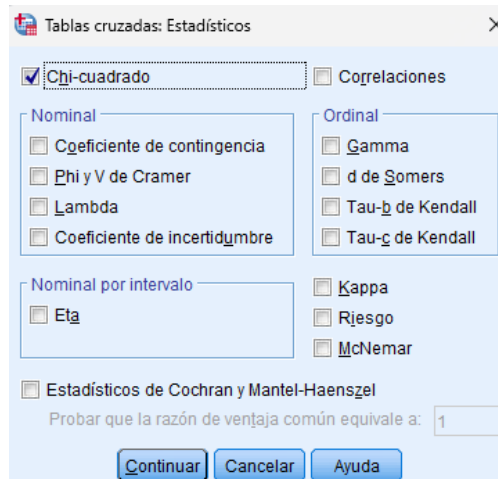 Tablas cruzadas: Estadísticos
Chi-cuadrado
Correlaciones
Nominal
Coeficiente de contingencia
Phi y V de Cramer
Lambda
Coeficiente de incertidumbre
Ordinal
Gamma
d de Somers
Tau-b de Kendall
Tau-c de Kendall
Nominal por intervalo
Eta
Kappa
Riesgo
McNemar
Estadísticos de Cochran y Mantel-Haenszel
Probar que la razón de ventaja común equivale a: 1
Continuar Cancelar Ayuda